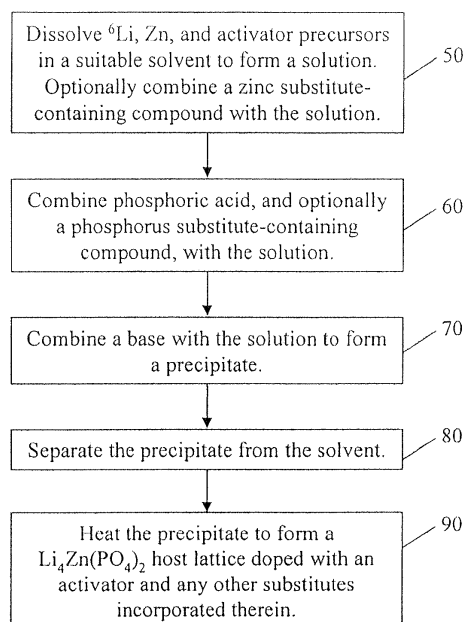 Dissolve ⁶Li, Zn, and activator precursors
in a suitable solvent to form a solution.
Optionally combine a zinc substitute-
containing compound with the solution.
50
Combine phosphoric acid, and optionally
a phosphorus substitute-containing
compound, with the solution.
60
Combine a base with the solution to form
a precipitate.
70
Separate the precipitate from the solvent.
80
Heat the precipitate to form a
Li₄Zn(PO₄)₂ host lattice doped with an
activator and any other substitutes
incorporated therein.
90